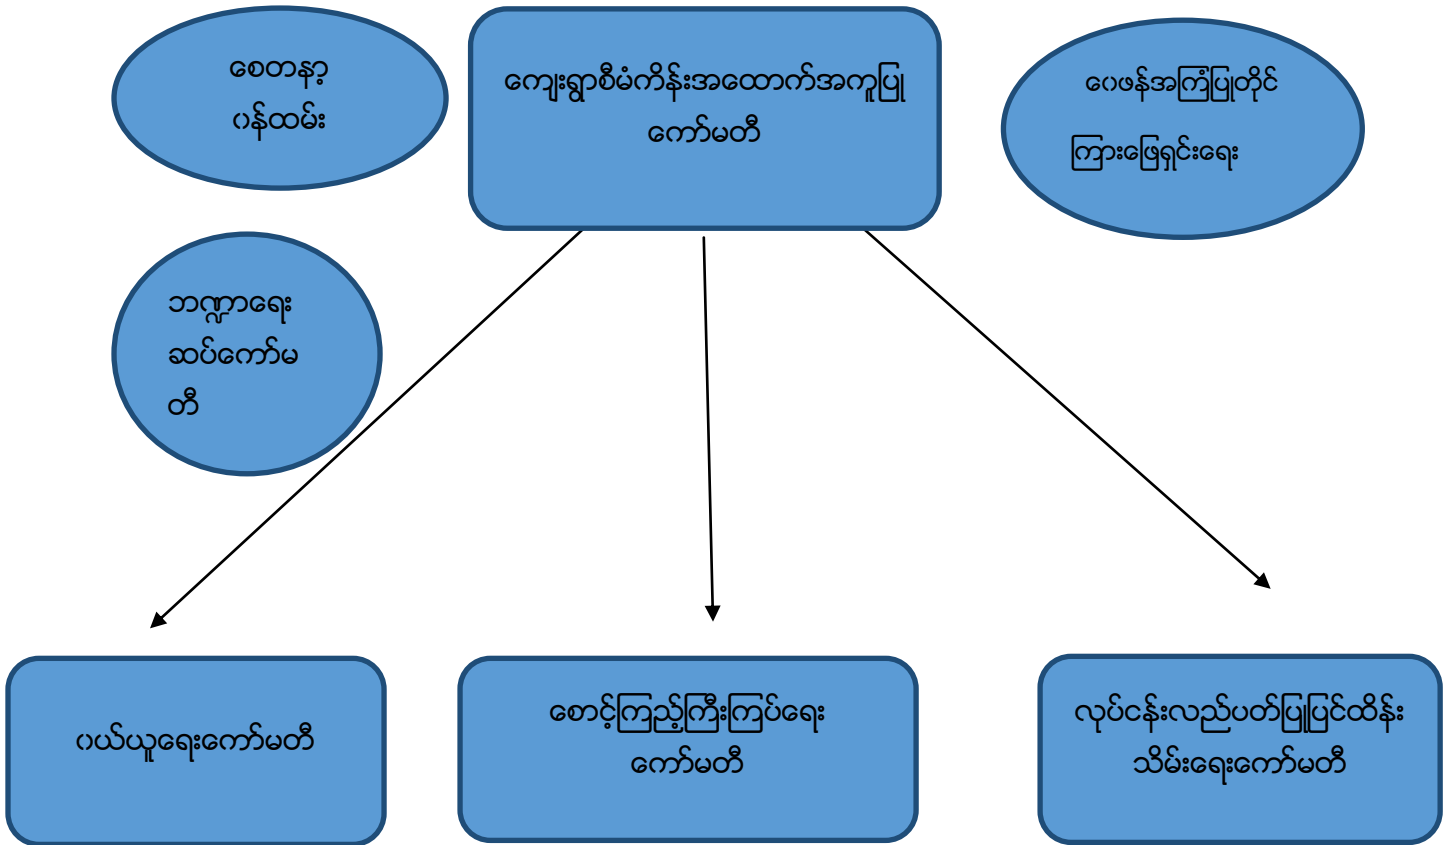 စေတနာ့
ဝန်ထမ်း
ကျေးရွာစီမံကိန်းအထောက်အကူပြု
ကော်မတီ
ဝေဖန်အကြံပြုတိုင်
ကြားဖြေရှင်းရေး
ဘဏ္ဍာရေး
ဆပ်ကော်မ
တီ
ဝယ်ယူရေးကော်မတီ
စောင့်ကြည့်ကြီးကြပ်ရေး
ကော်မတီ
လုပ်ငန်းလည်ပတ်ပြုပြင်ထိန်း
သိမ်းရေးကော်မတီ